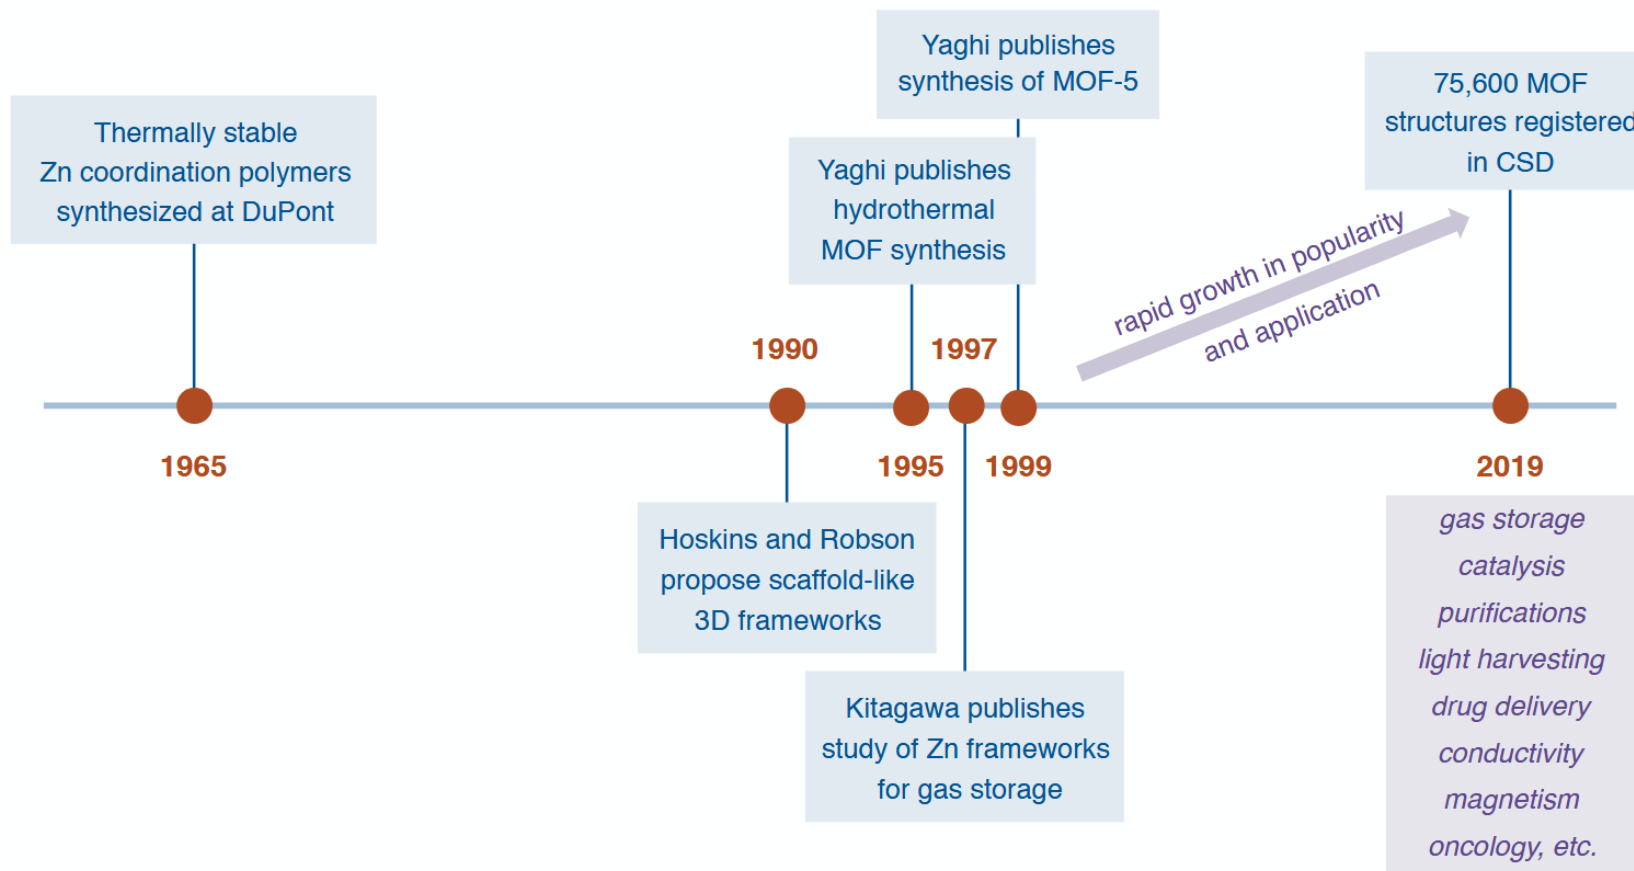 Yaghi publishes
synthesis of MOF-5
75,600 MOF
structures registered
in CSD
Thermally stable
Zn coordination polymers
synthesized at DuPont
Yaghi publishes
hydrothermal
MOF synthesis
rapid growth in popularity
and application
1990
1997
1965
1995
1999
2019
Hoskins and Robson
propose scaffold-like
3D frameworks
Kitagawa publishes
study of Zn frameworks
for gas storage
gas storage
catalysis
purifications
light harvesting
drug delivery
conductivity
magnetism
oncology, etc.